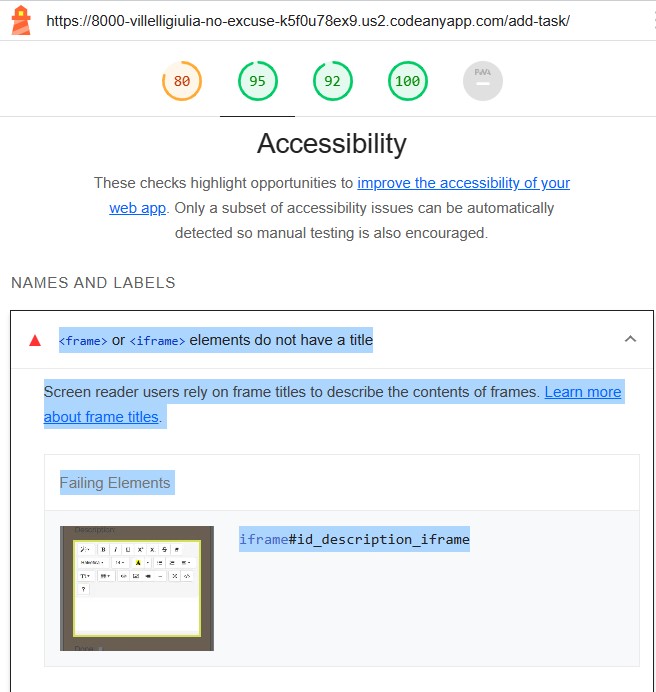 https://8000-villelligiulia-no-excuse-k5f0u78ex9.us2.codeanyapp.com/add-task/
80
95
92
100
PWA
Accessibility
These checks highlight opportunities to improve the accessibility of your
web app. Only a subset of accessibility issues can be automatically
detected so manual testing is also encouraged.
NAMES AND LABELS
<frame> or <iframe> elements do not have a title
Screen reader users rely on frame titles to describe the contents of frames. Learn more
about frame titles.
Failing Elements
iframe#id_description_iframe
Description
B I U
Helvetica
14
A
?
Done